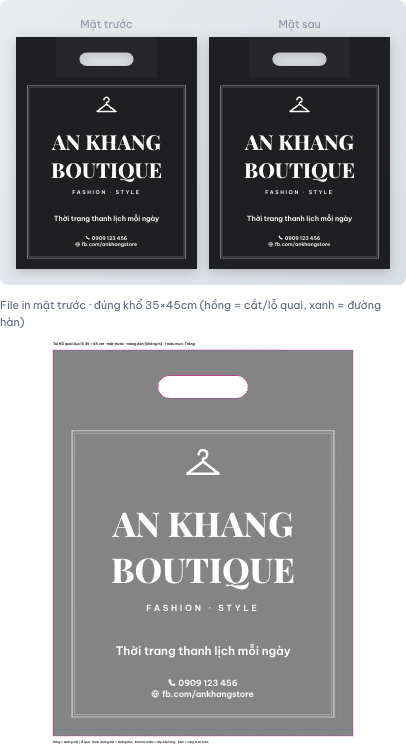 Mặt trước
Mặt sau
AN KHANG
BOUTIQUE
FASHION · STYLE
Thời trang thanh lịch mỗi ngày
0909 123 456
fb.com/ankhangstore
AN KHANG
BOUTIQUE
FASHION · STYLE
Thời trang thanh lịch mỗi ngày
0909 123 456
fb.com/ankhangstore
File in mặt trước · đúng khổ 35×45cm (hồng = cắt/lỗ quai, xanh = đường
hàn)
AN KHANG
BOUTIQUE
FASHION · STYLE
Thời trang thanh lịch mỗi ngày
0909 123 456
fb.com/ankhangstore